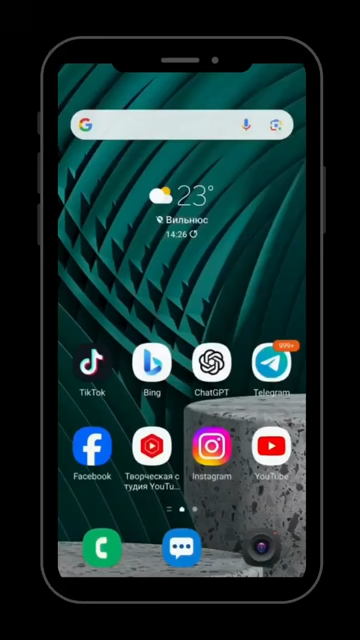 23°
Вильнюс
14:26
999+
TikTok
Bing
ChatGPT
Telegram
Facebook
Творческая с
тудия YouTu...
Instagram
YouTube